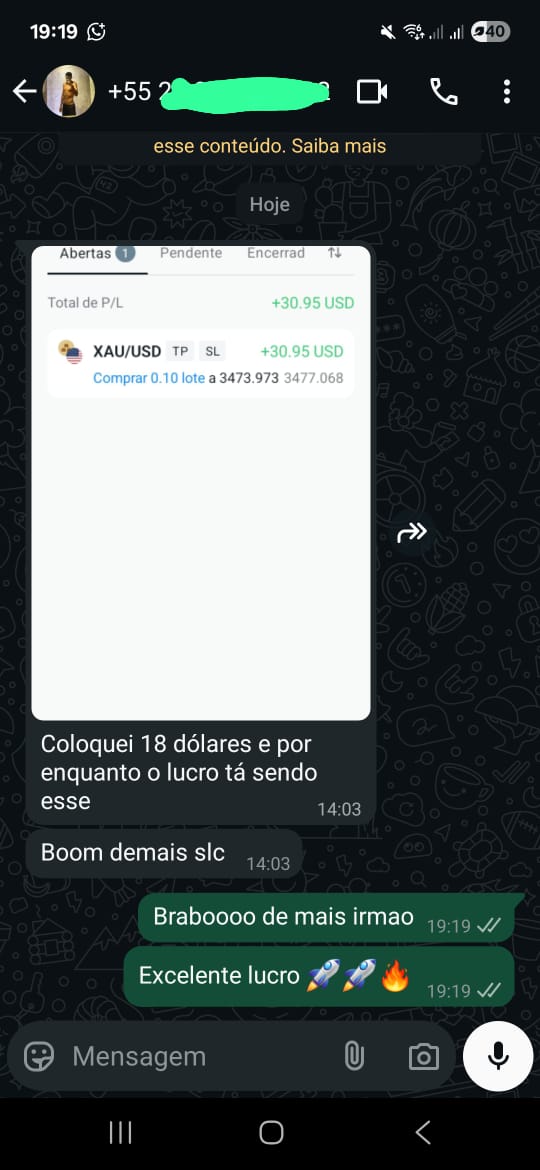 19:19
40
+55 2
esse conteúdo. Saiba mais
Hoje
Abertas 1 Pendente Encerrad
Total de P/L +30.95 USD
XAU/USD TP SL +30.95 USD
Comprar 0.10 lote a 3473.973 3477.068
Coloquei 18 dólares e por
enquanto o lucro tá sendo
esse
14:03
Boom demais slc 14:03
Braboooo de mais irmao 19:19
Excelente lucro 🚀🚀🔥 19:19
Mensagem